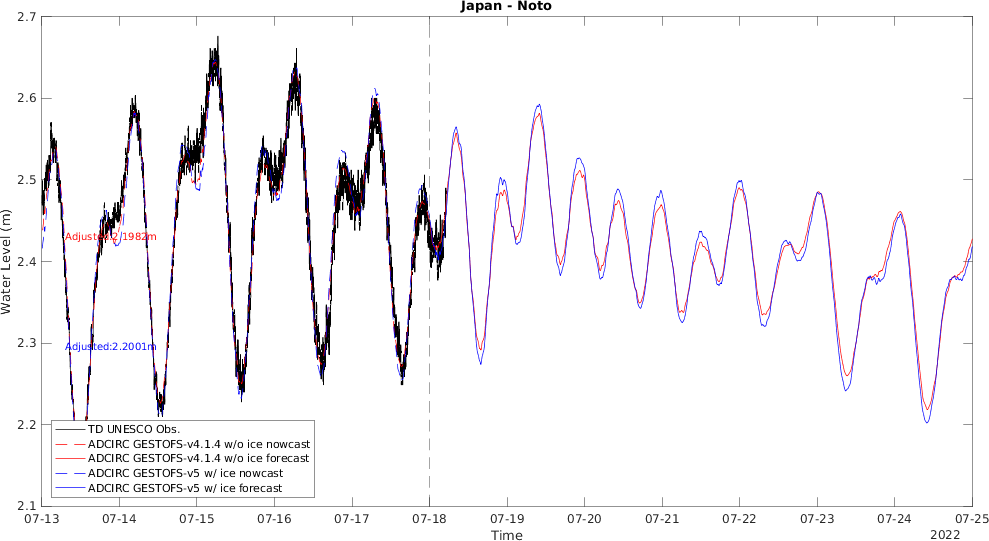 Japan - Noto
2.7
2.6
2.5
2.4
2.3
2.2
2.1
Water Level (m)
Adjusted:2.1982m
Adjusted:2.2001m
TD UNESCO Obs.
ADCIRC GESTOFS-v4.1.4 w/o ice nowcast
ADCIRC GESTOFS-v4.1.4 w/o ice forecast
ADCIRC GESTOFS-v5 w/ ice nowcast
ADCIRC GESTOFS-v5 w/ ice forecast
07-13 07-14 07-15 07-16 07-17 07-18 07-19 07-20 07-21 07-22 07-23 07-24 07-25
Time
2022